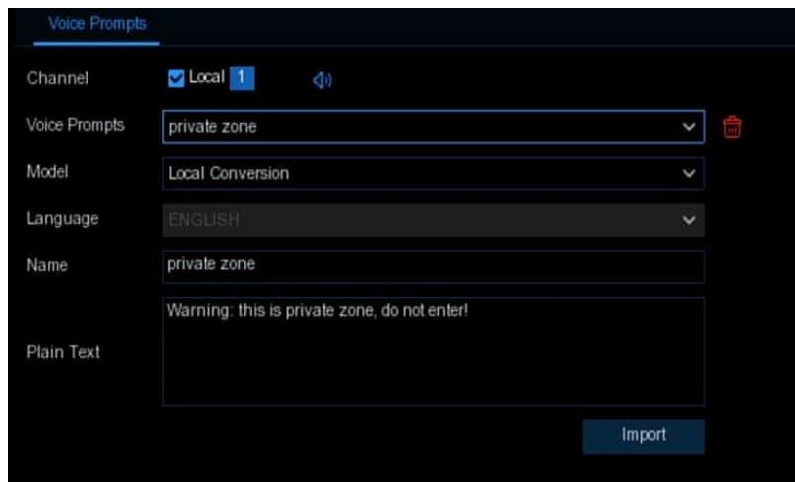 Voice Prompts
Channel Local 1
Voice Prompts private zone
Model Local Conversion
Language ENGLISH
Name private zone
Plain Text Warning: this is private zone, do not enter!
Import